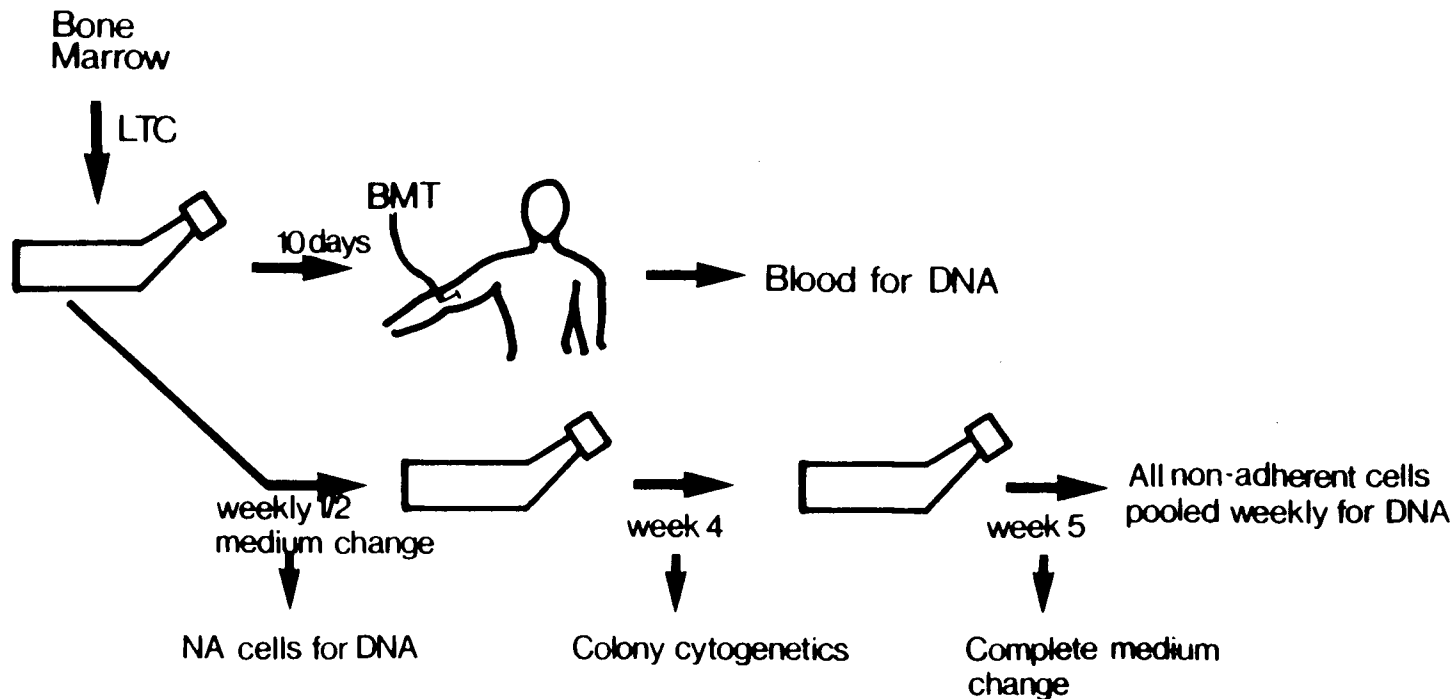 Bone
Marrow
LTC
10 days
BMT
Blood for DNA
weekly 1/2
medium change
week 4
week 5
All non-adherent cells
pooled weekly for DNA
NA cells for DNA
Colony cytogenetics
Complete medium
change